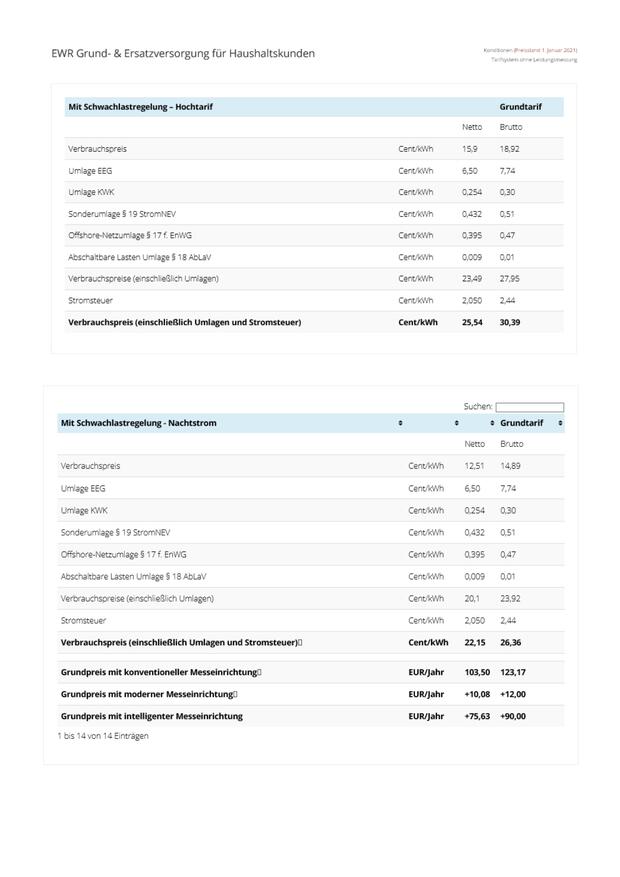 EWR Grund- & Ersatzversorgung für Haushaltskunden
Konditionen (Preisstand 1. Januar 2021)
Tarifsystem ohne Leistungsmessung
Mit Schwachlastregelung – Hochtarif Grundtarif
Netto Brutto
Verbrauchspreis Cent/kWh 15,9 18,92
Umlage EEG Cent/kWh 6,50 7,74
Umlage KWK Cent/kWh 0,254 0,30
Sonderumlage § 19 StromNEV Cent/kWh 0,432 0,51
Offshore-Netzumlage § 17 f. EnWG Cent/kWh 0,395 0,47
Abschaltbare Lasten Umlage § 18 AbLaV Cent/kWh 0,009 0,01
Verbrauchspreise (einschließlich Umlagen) Cent/kWh 23,49 27,95
Stromsteuer Cent/kWh 2,050 2,44
Verbrauchspreis (einschließlich Umlagen und Stromsteuer) Cent/kWh 25,54 30,39
Suchen:
Mit Schwachlastregelung - Nachtstrom Grundtarif
Netto Brutto
Verbrauchspreis Cent/kWh 12,51 14,89
Umlage EEG Cent/kWh 6,50 7,74
Umlage KWK Cent/kWh 0,254 0,30
Sonderumlage § 19 StromNEV Cent/kWh 0,432 0,51
Offshore-Netzumlage § 17 f. EnWG Cent/kWh 0,395 0,47
Abschaltbare Lasten Umlage § 18 AbLaV Cent/kWh 0,009 0,01
Verbrauchspreise (einschließlich Umlagen) Cent/kWh 20,1 23,92
Stromsteuer Cent/kWh 2,050 2,44
Verbrauchspreis (einschließlich Umlagen und Stromsteuer) Cent/kWh 22,15 26,36
Grundpreis mit konventioneller Messeinrichtung EUR/Jahr 103,50 123,17
Grundpreis mit moderner Messeinrichtung EUR/Jahr +10,08 +12,00
Grundpreis mit intelligenter Messeinrichtung EUR/Jahr +75,63 +90,00
1 bis 14 von 14 Einträgen